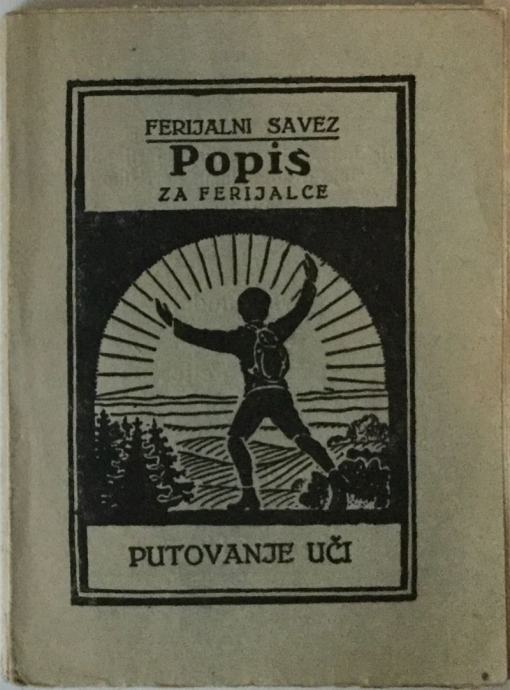 FERIJALNI SAVEZ
Popis
ZA FERIJALCE
PUTOVANJE UČI